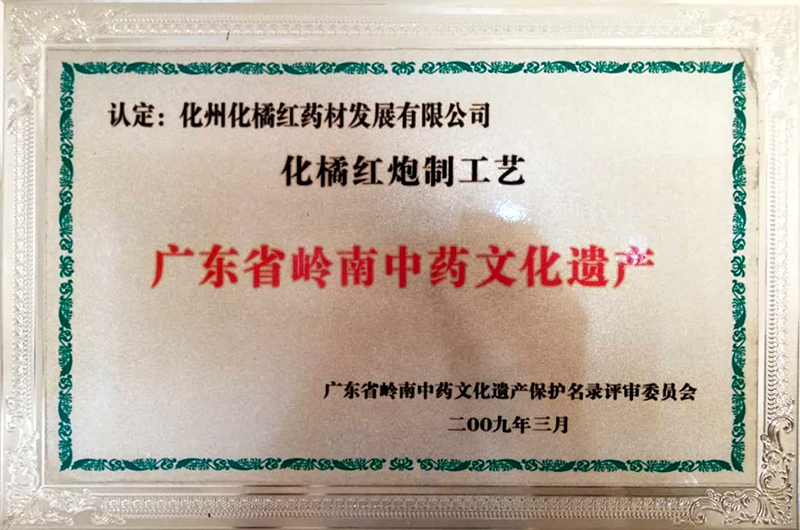 认定：化州化橘红药材发展有限公司
化橘红炮制工艺
广东省岭南中药文化遗产
广东省岭南中药文化遗产保护名录评审委员会
二00九年三月